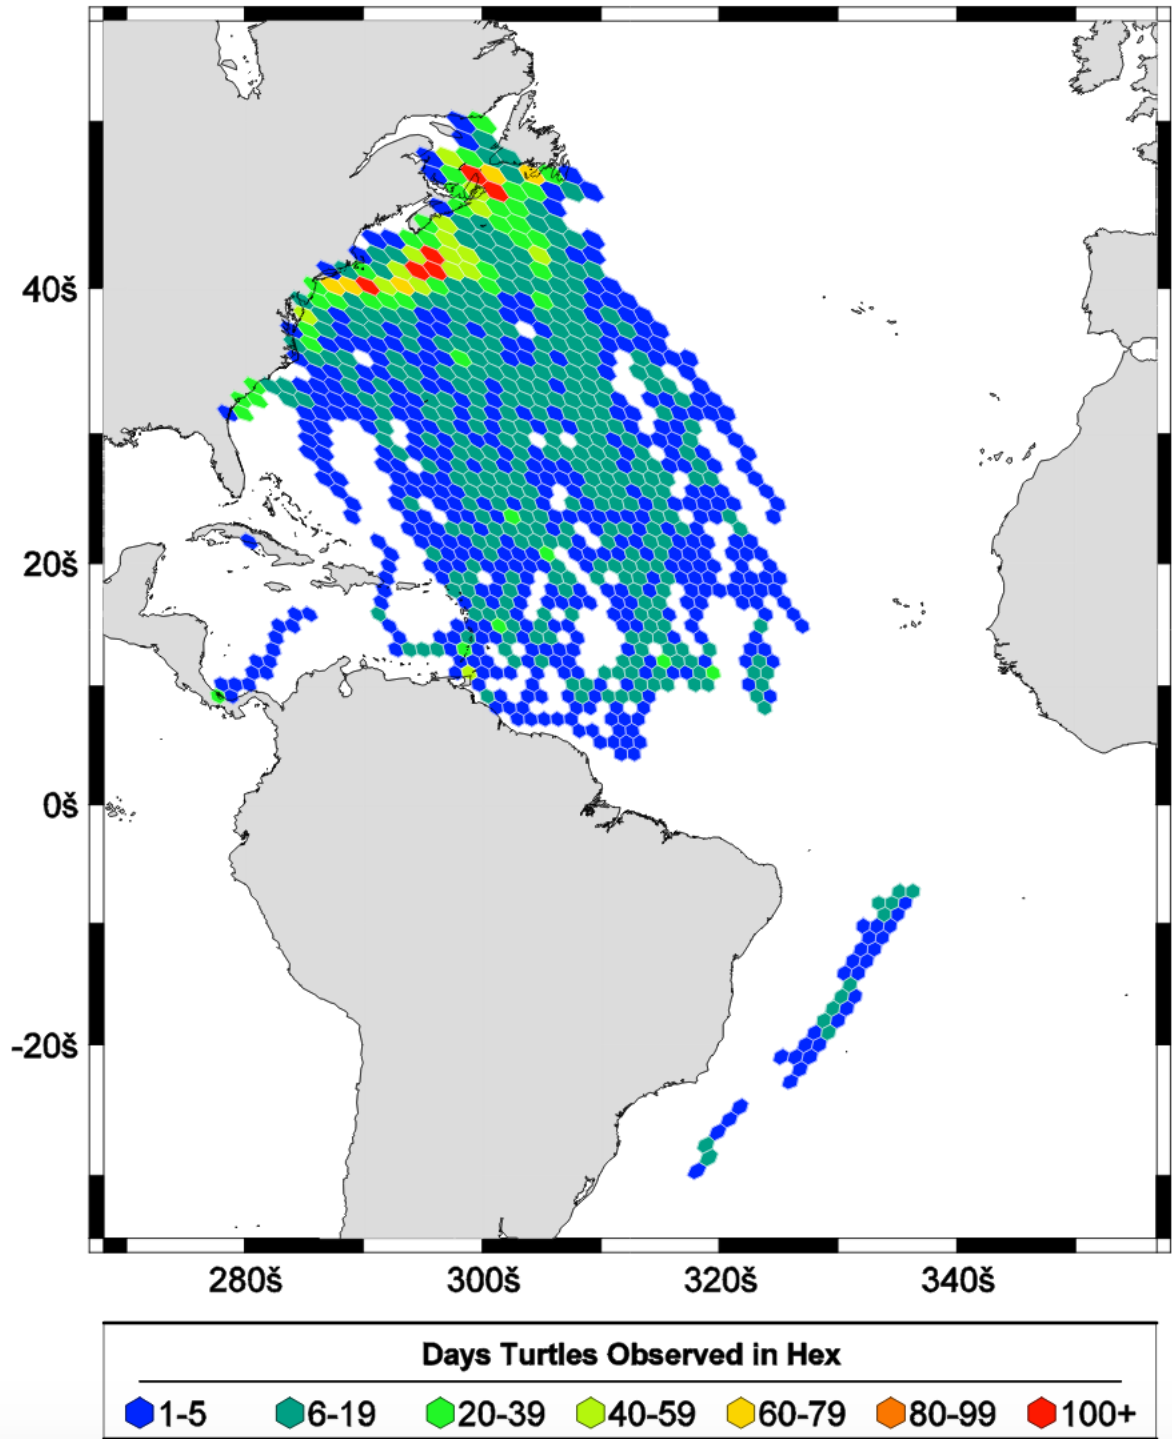 40š
20š
0š
-20š
280š 300š 320š 340š
Days Turtles Observed in Hex
1-5 6-19 20-39 40-59 60-79 80-99 100+